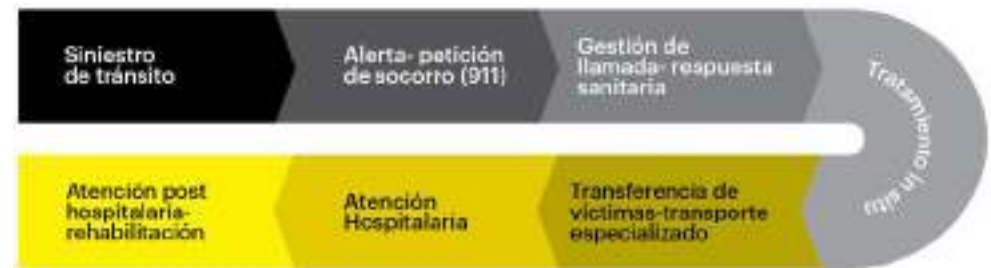 Siniestro
de tránsito
Alerta- petición
de socorro (911)
Gestión de
llamada- respuesta
sanitaria
Tratamiento in situ
Transferencia de
víctimas-transporte
especializado
Atención
Hospitalaria
Atención post
hospitalaria-
rehabilitación